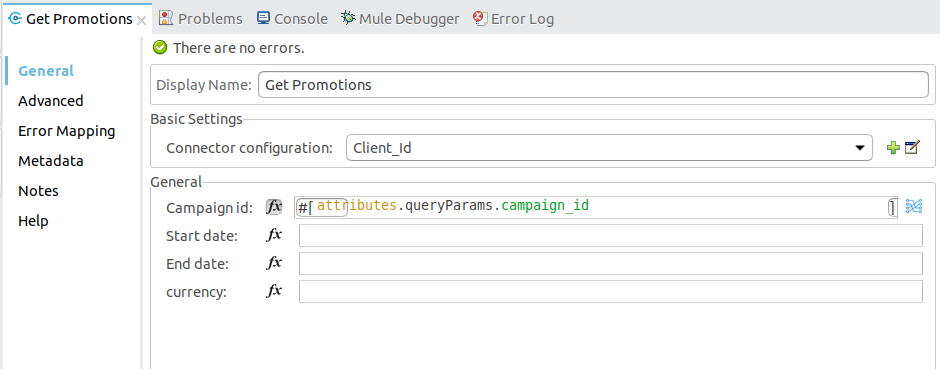 Get Promotions Problems Console Mule Debugger Error Log
There are no errors.
General
Advanced
Error Mapping
Metadata
Notes
Help
Display Name: Get Promotions
Basic Settings
Connector configuration: Client_Id
General
Campaign id: fx #[ attributes.queryParams.campaign_id ]
Start date: fx
End date: fx
currency: fx